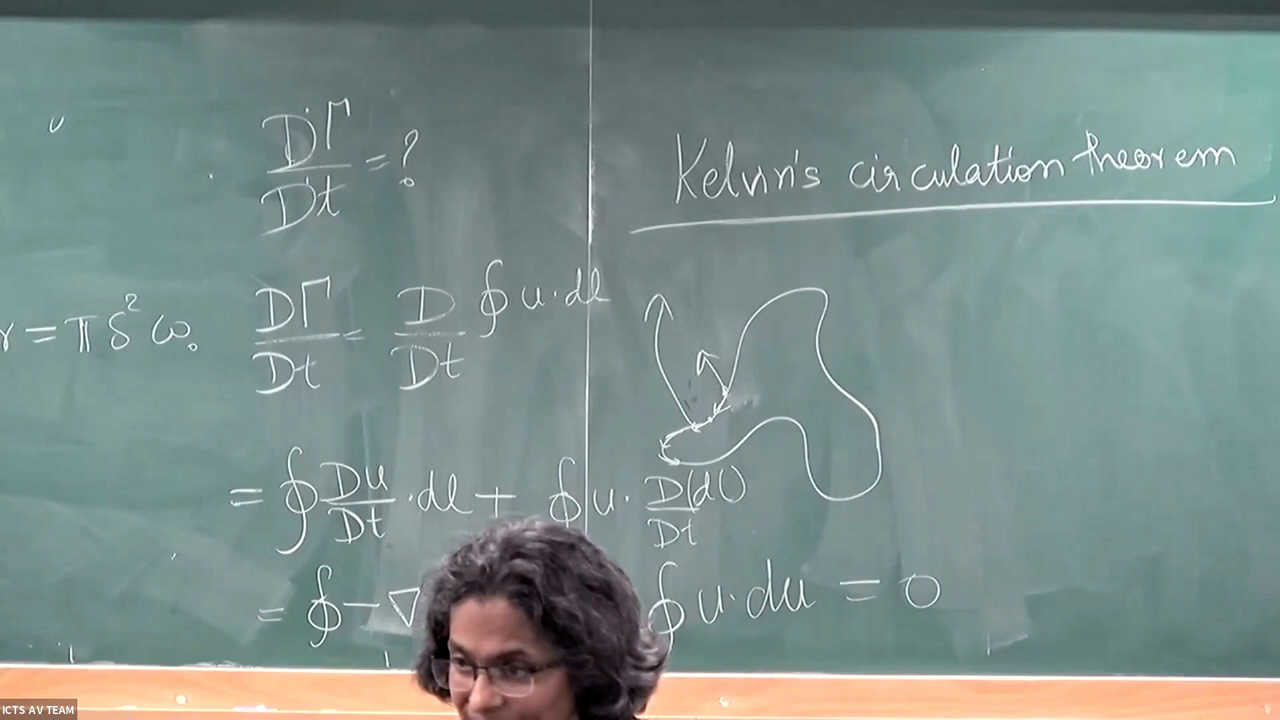 DΓ/Dt = ?
Kelvin's circulation theorem
= πδ²ω₀
DΓ/Dt = D/Dt ∮u·dl
= ∮Du/Dt·dl + ∮u·D(dl)/Dt
= ∮-∇ ∮u·du = 0
ICTS AV TEAM